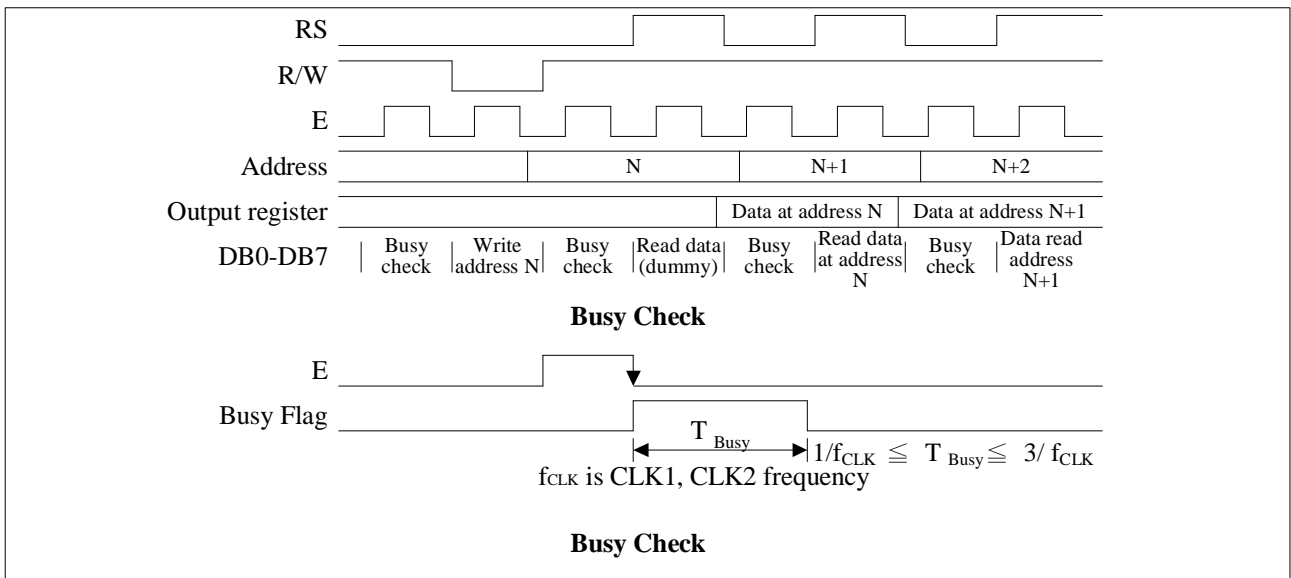 RS
R/W
E
Address N N+1 N+2
Output register Data at address N Data at address N+1
DB0-DB7 Busy check Write address N Busy check Read data (dummy) Busy check Read data at address N Busy check Data read address N+1
Busy Check
E
Busy Flag
T Busy 1/fCLK ≦ T Busy ≦ 3/ fCLK
fCLK is CLK1, CLK2 frequency
Busy Check